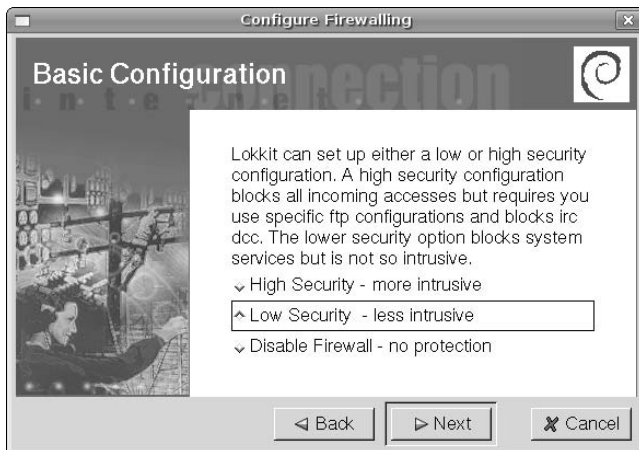 Configure Firewalling
Basic Configuration
connection
internet
Lokkit can set up either a low or high security
configuration. A high security configuration
blocks all incoming accesses but requires you
use specific ftp configurations and blocks irc
dcc. The lower security option blocks system
services but is not so intrusive.
High Security - more intrusive
Low Security - less intrusive
Disable Firewall - no protection
Back
Next
Cancel